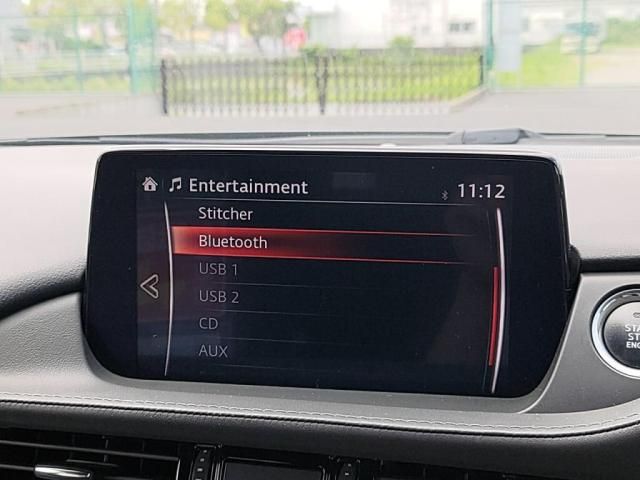 Entertainment
11:12
Stitcher
Bluetooth
USB 1
USB 2
CD
AUX